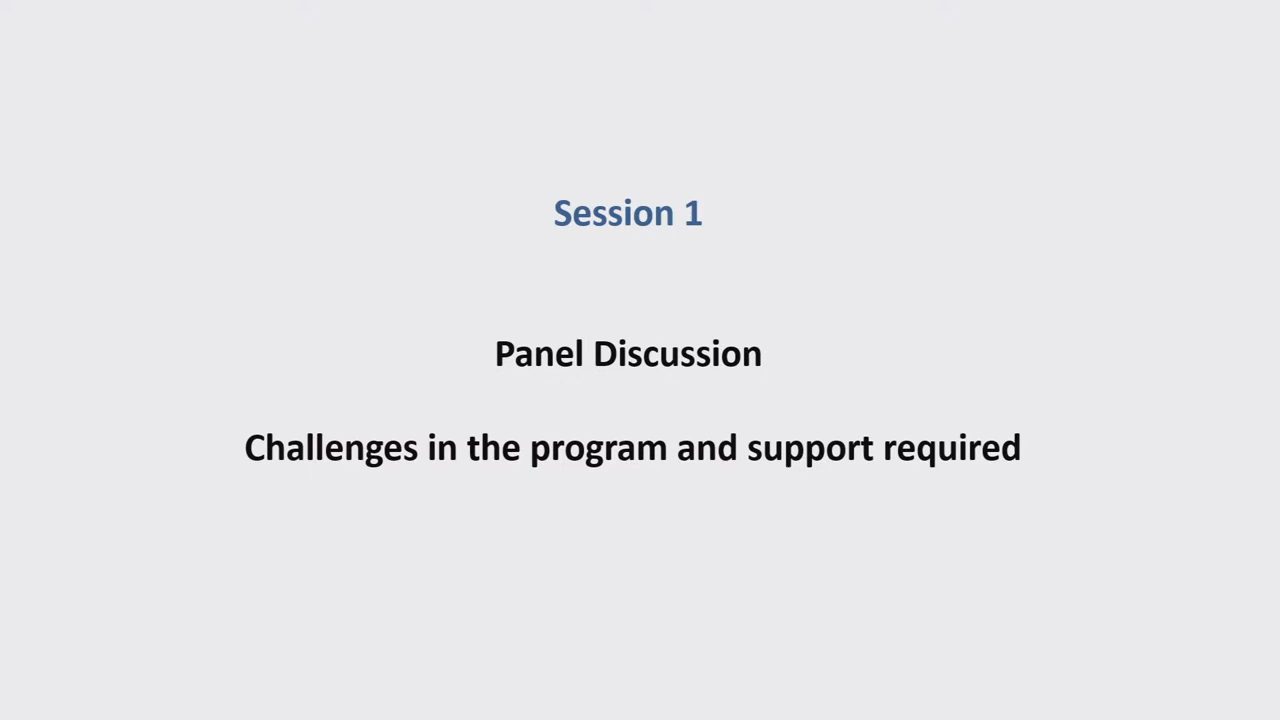 Session 1
Panel Discussion
Challenges in the program and support required